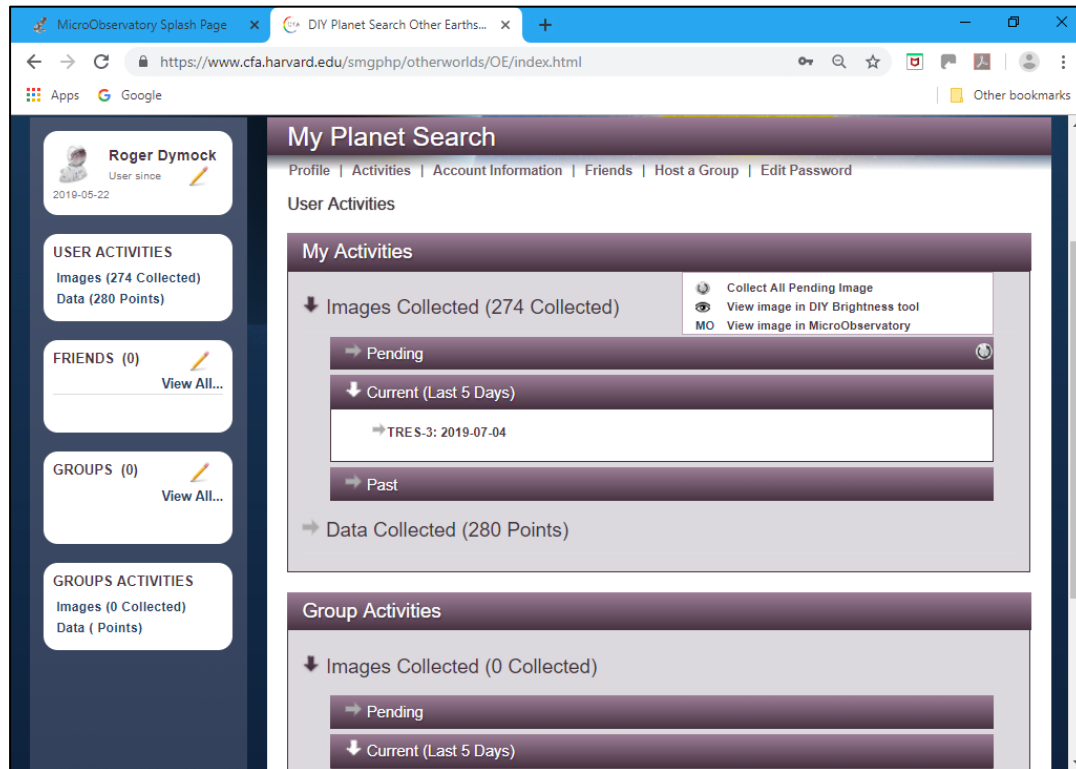 MicroObservatory Splash Page
DIY Planet Search Other Earths...
https://www.cfa.harvard.edu/smgphp/otherworlds/OE/index.html
Apps
Google
Other bookmarks
Roger Dymock
User since
2019-05-22
USER ACTIVITIES
Images (274 Collected)
Data (280 Points)
FRIENDS (0)
View All...
GROUPS (0)
View All...
GROUPS ACTIVITIES
Images (0 Collected)
Data ( Points)
My Planet Search
Profile | Activities | Account Information | Friends | Host a Group | Edit Password
User Activities
My Activities
Images Collected (274 Collected)
Collect All Pending Image
View image in DIY Brightness tool
MO View image in MicroObservatory
Pending
Current (Last 5 Days)
TRES-3: 2019-07-04
Past
Data Collected (280 Points)
Group Activities
Images Collected (0 Collected)
Pending
Current (Last 5 Days)